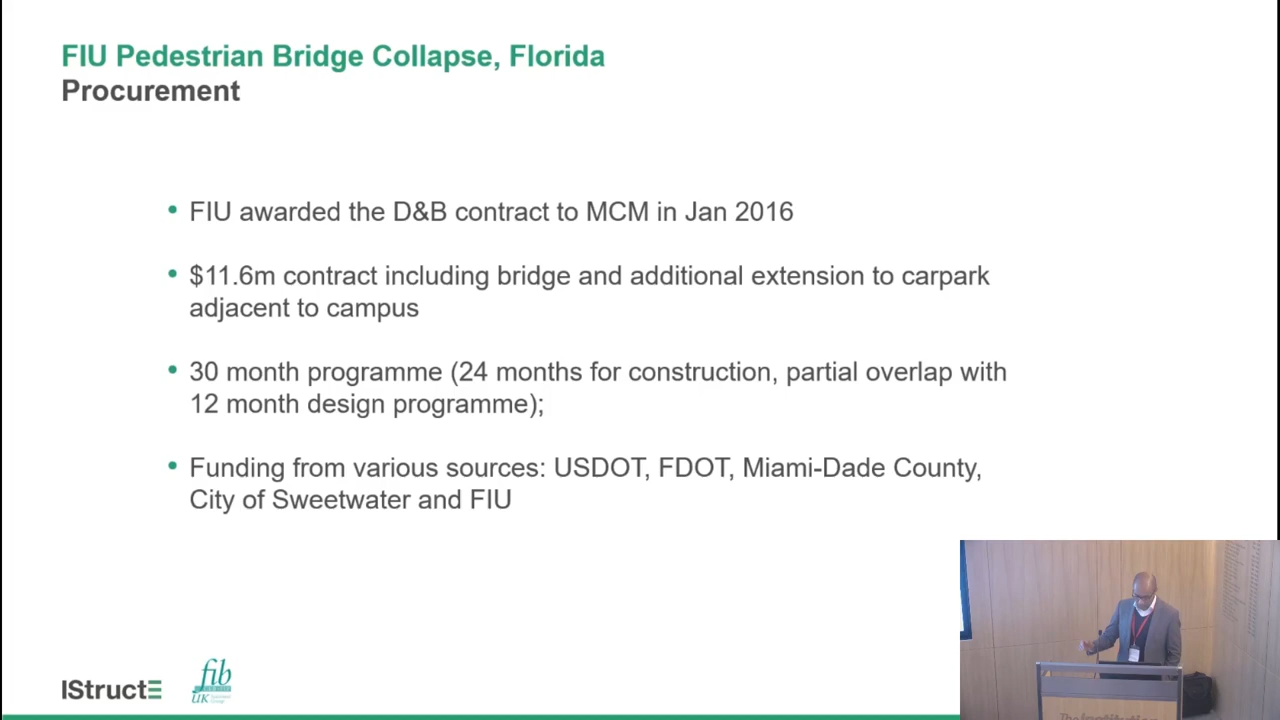 FIU Pedestrian Bridge Collapse, Florida
Procurement
• FIU awarded the D&B contract to MCM in Jan 2016
• $11.6m contract including bridge and additional extension to carpark
adjacent to campus
• 30 month programme (24 months for construction, partial overlap with
12 month design programme);
• Funding from various sources: USDOT, FDOT, Miami-Dade County,
City of Sweetwater and FIU
IStructE
fib
UK